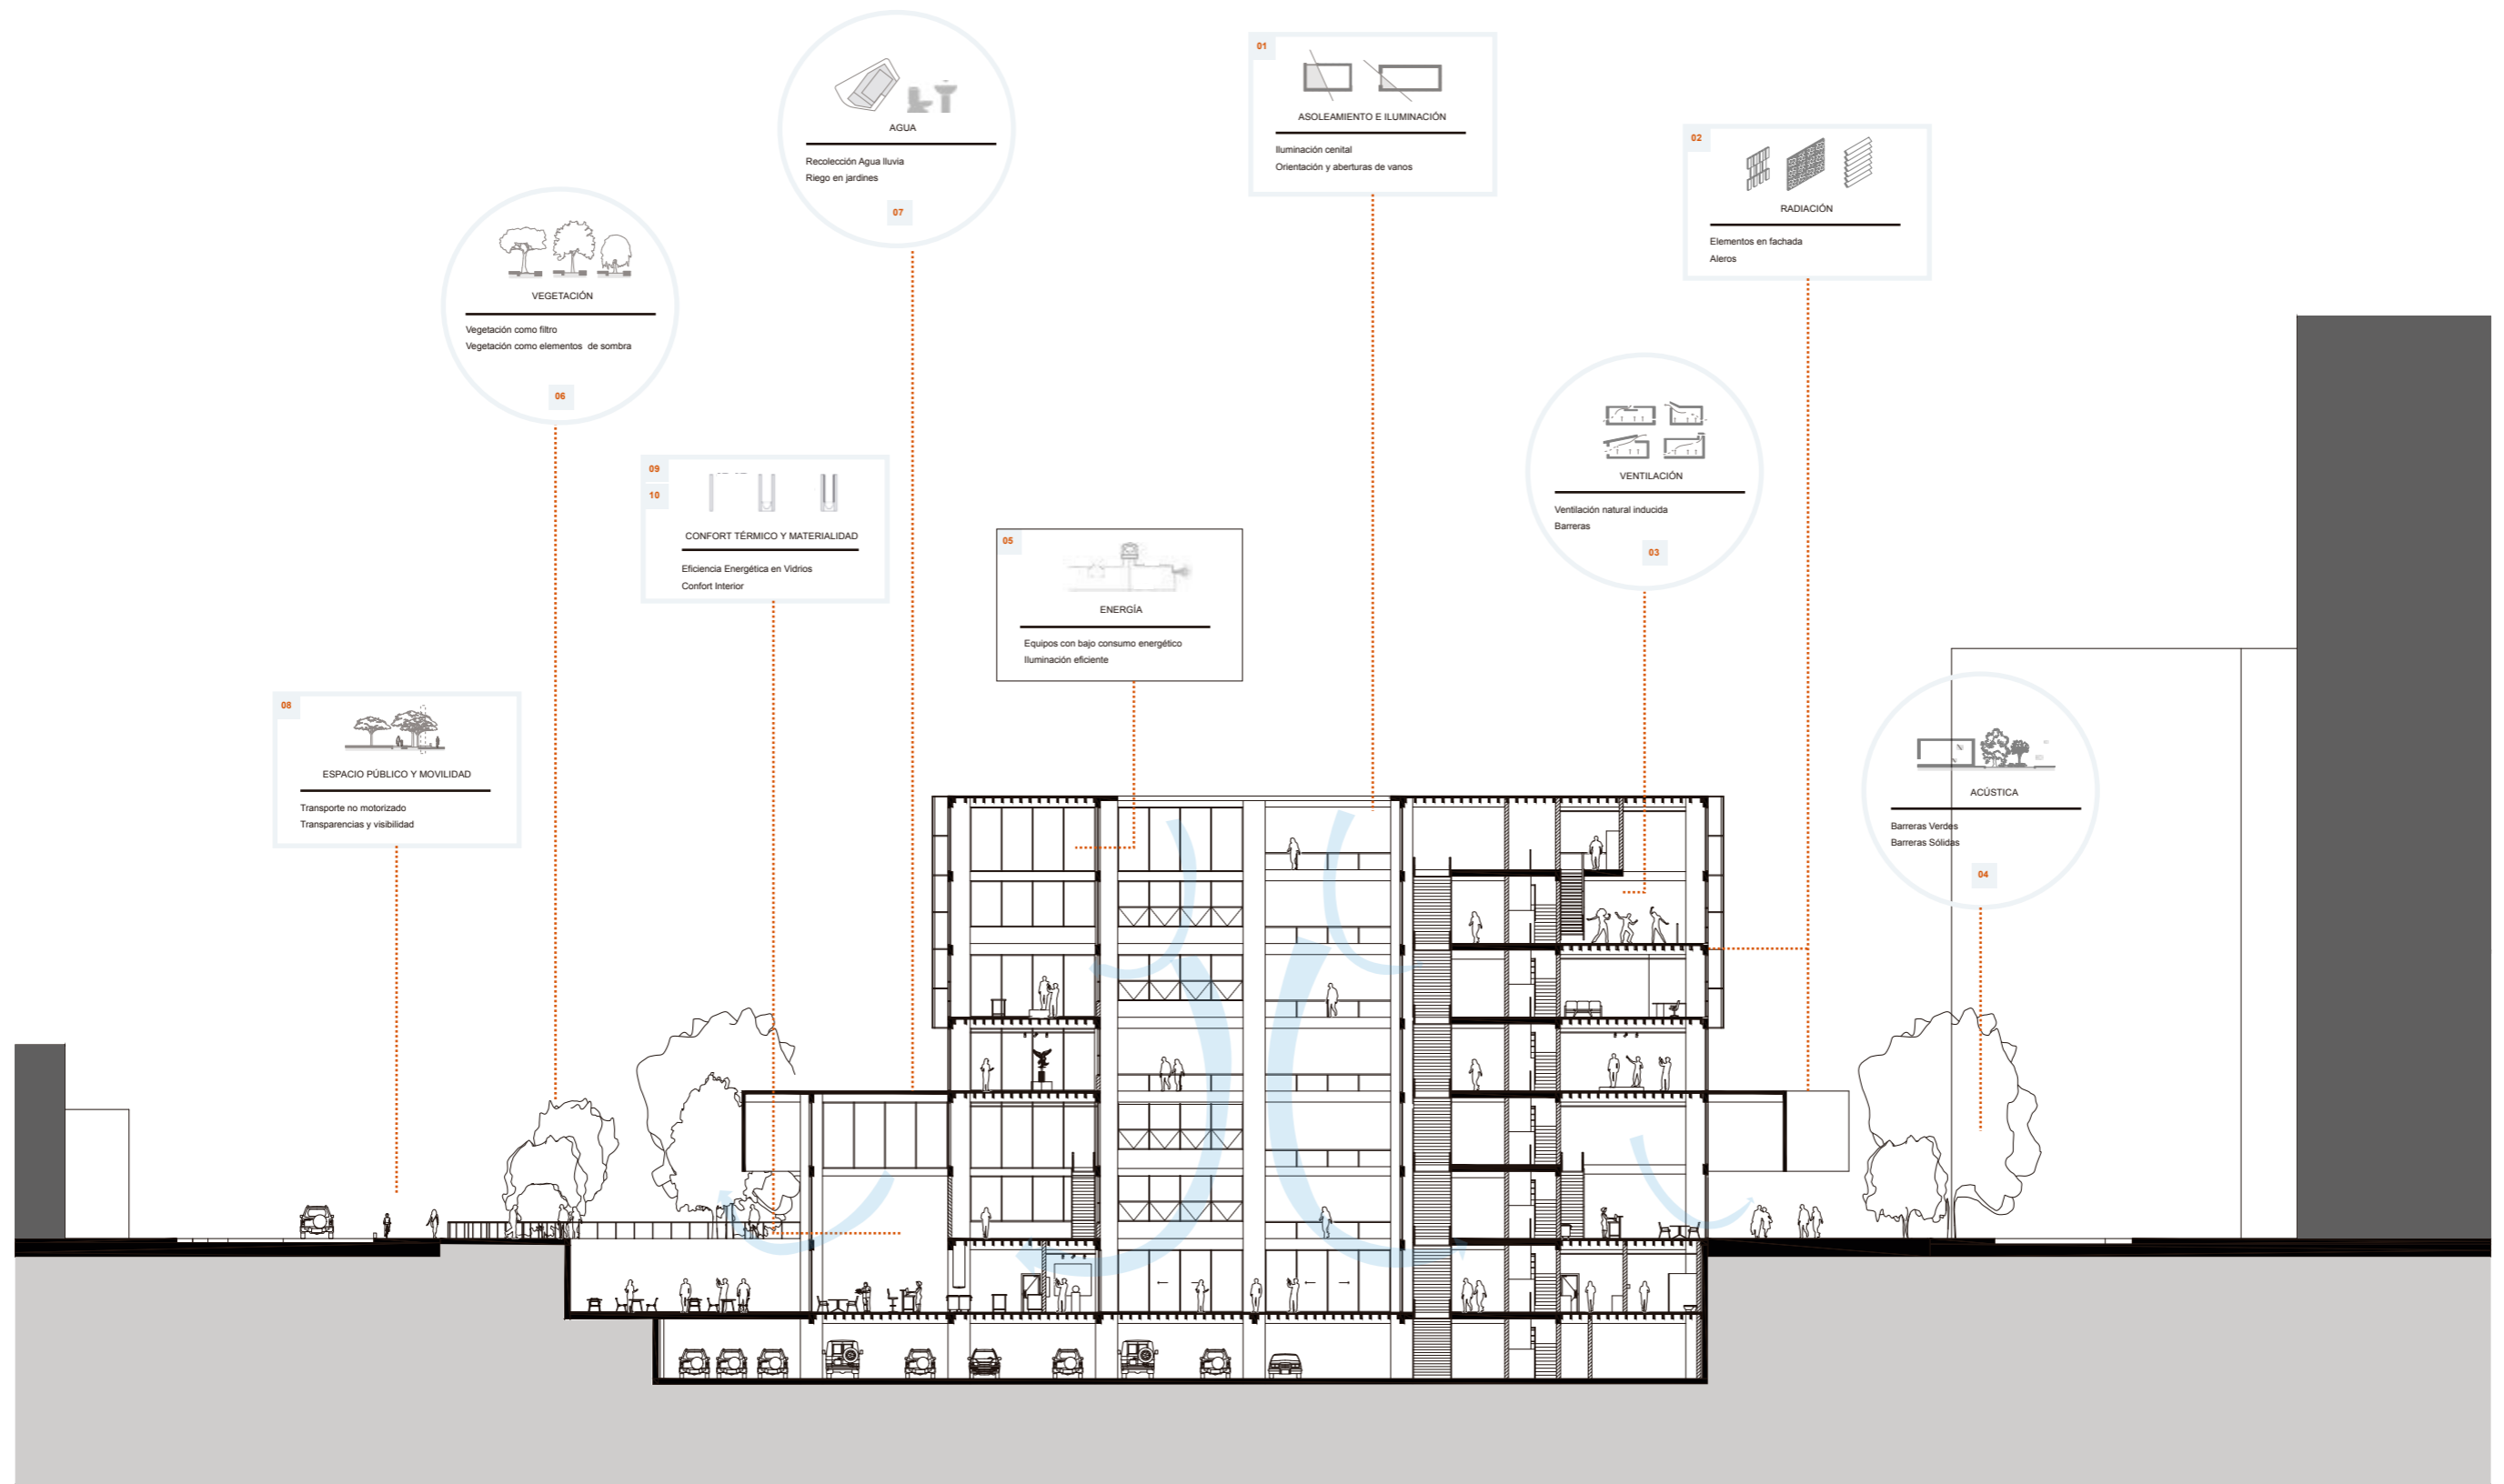 01
ASOLEAMIENTO E ILUMINACIÓN
Iluminación cenital
Orientación y aberturas de vanos
AGUA
Recolección Agua lluvia
Riego en jardines
07
02
RADIACIÓN
Elementos en fachada
Aleros
VEGETACIÓN
Vegetación como filtro
Vegetación como elementos de sombra
06
VENTILACIÓN
Ventilación natural inducida
Barreras
03
09
10
CONFORT TÉRMICO Y MATERIALIDAD
Eficiencia Energética en Vidrios
Confort Interior
05
ENERGÍA
Equipos con bajo consumo energético
Iluminación eficiente
08
ESPACIO PÚBLICO Y MOVILIDAD
Transporte no motorizado
Transparencias y visibilidad
ACÚSTICA
Barreras Verdes
Barreras Sólidas
04